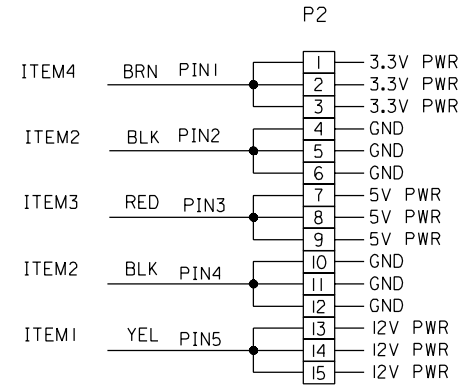 P2
1 3.3V PWR
ITEM4 BRN PIN1 2 3.3V PWR
3 3.3V PWR
4 GND
ITEM2 BLK PIN2 5 GND
6 GND
7 5V PWR
ITEM3 RED PIN3 8 5V PWR
9 5V PWR
10 GND
ITEM2 BLK PIN4 11 GND
12 GND
13 12V PWR
ITEM1 YEL PIN5 14 12V PWR
15 12V PWR